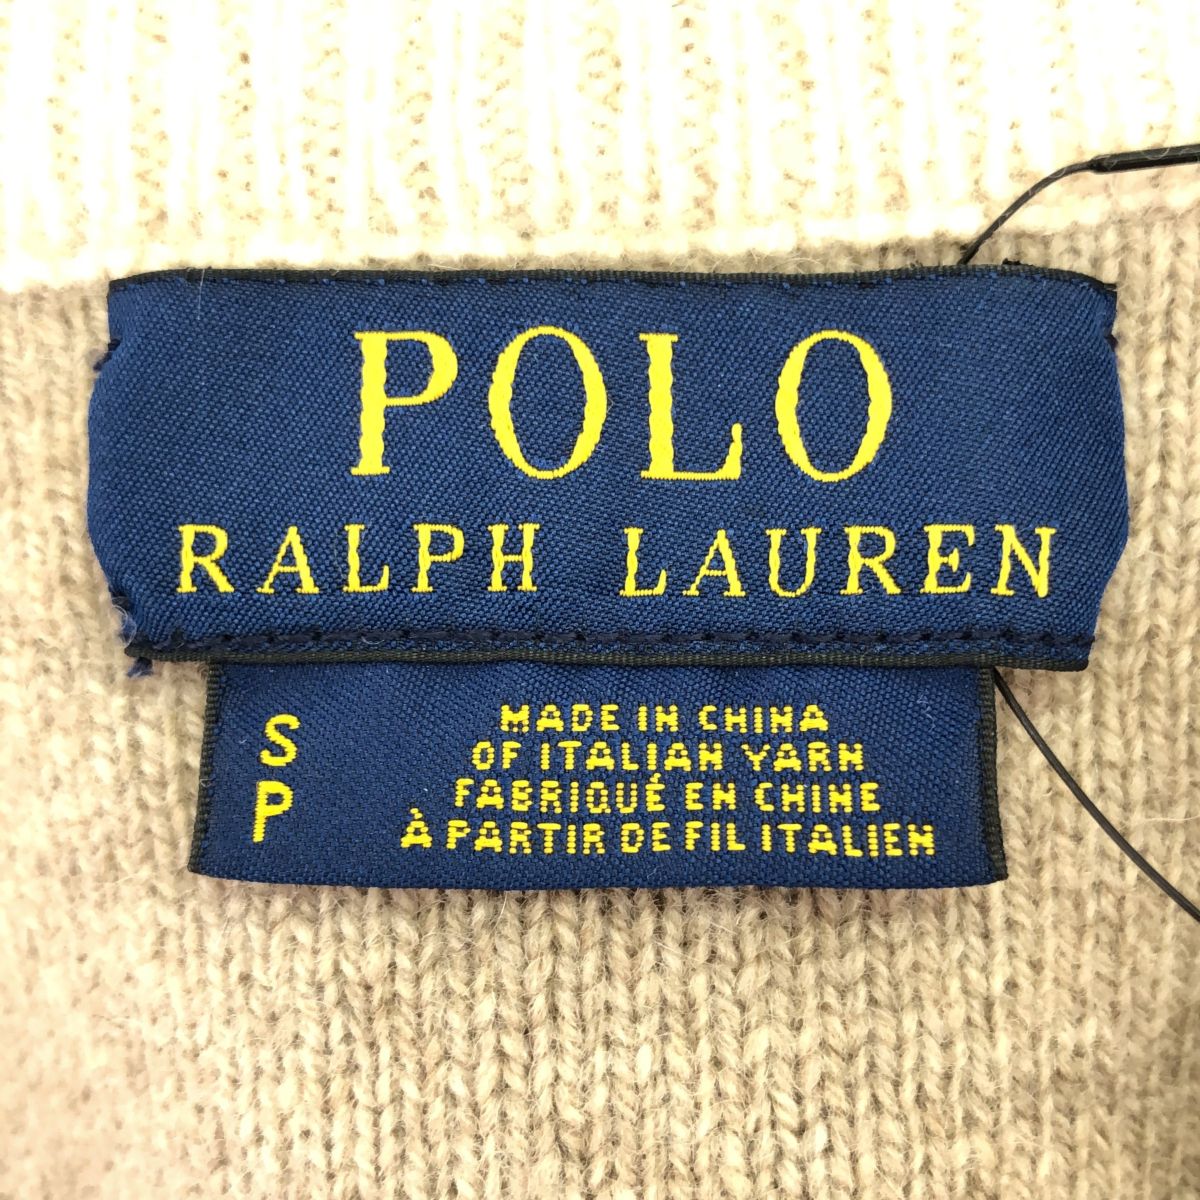 POLO
RALPH LAUREN
S
P
MADE IN CHINA
OF ITALIAN YARN
FABRIQUÉ EN CHINE
À PARTIR DE FIL ITALIEN